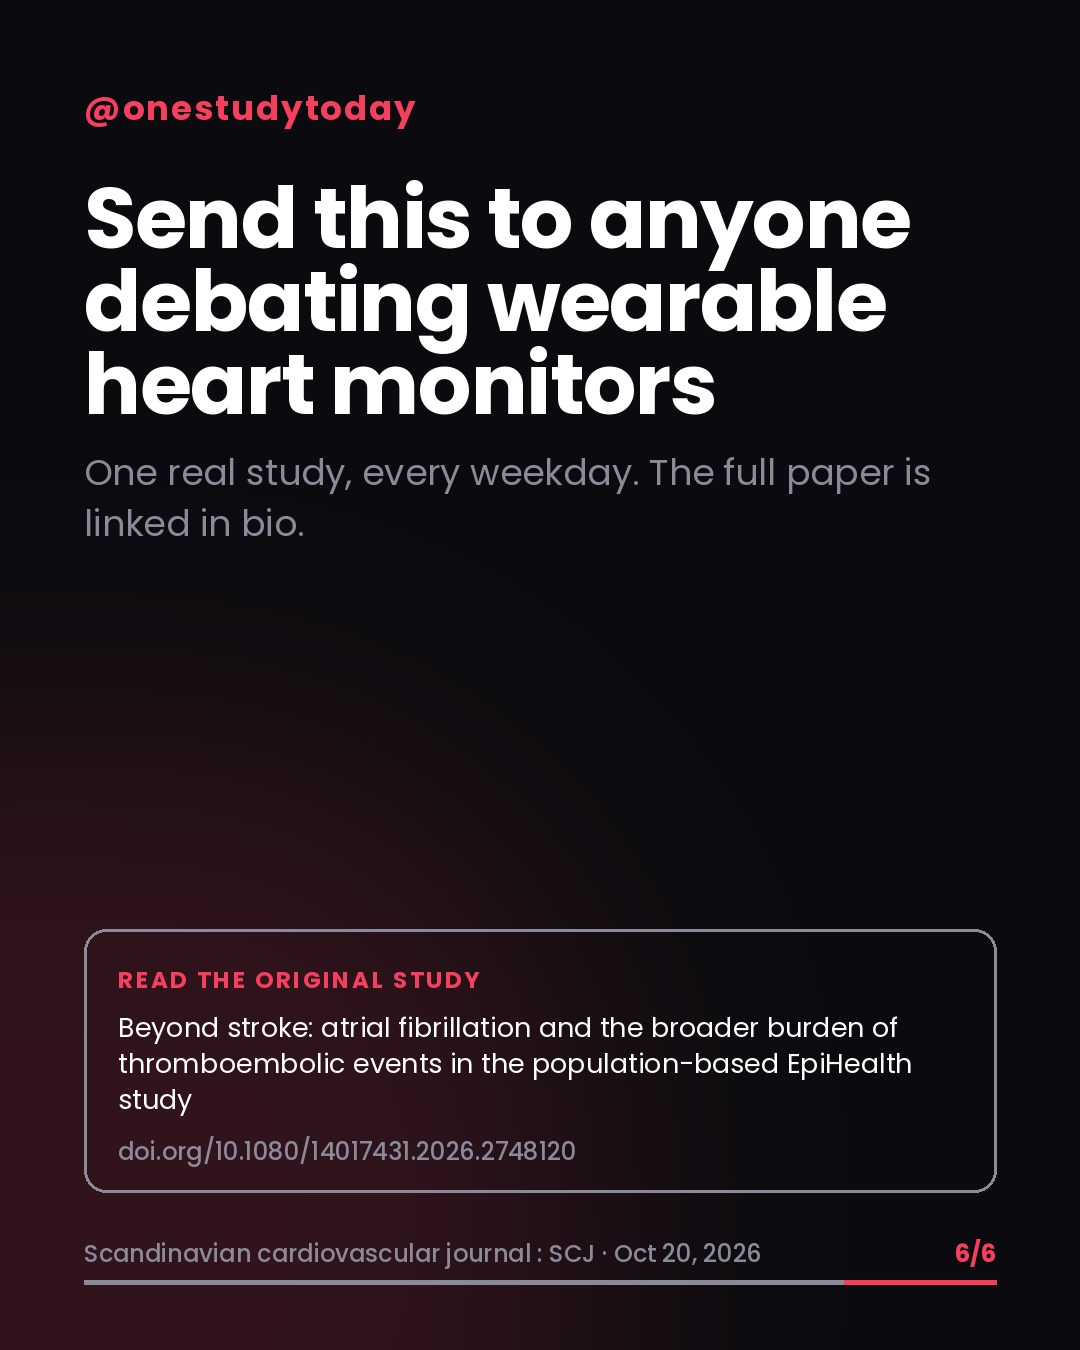 @onestudytoday
Send this to anyone
debating wearable
heart monitors
One real study, every weekday. The full paper is
linked in bio.
READ THE ORIGINAL STUDY
Beyond stroke: atrial fibrillation and the broader burden of
thromboembolic events in the population-based EpiHealth
study
doi.org/10.1080/14017431.2026.2748120
Scandinavian cardiovascular journal : SCJ · Oct 20, 2026
6/6